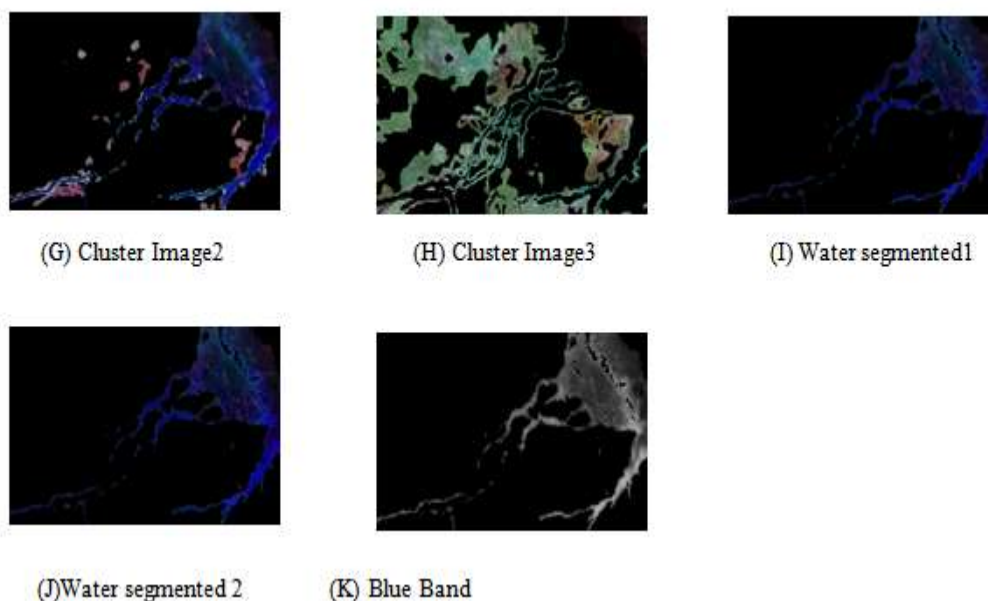 (G) Cluster Image2
(H) Cluster Image3
(I) Water segmented1
(J)Water segmented 2
(K) Blue Band